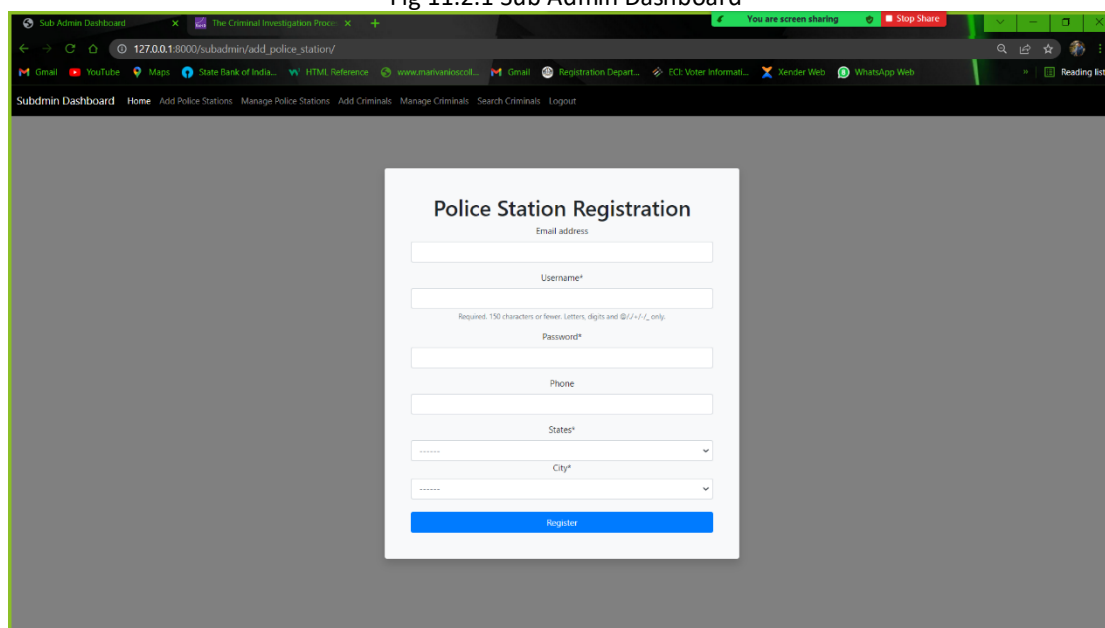 Fig 11.2.1 Sub Admin Dashboard
Sub Admin Dashboard The Criminal Investigation Proce
You are screen sharing Stop Share
127.0.0.1:8000/subadmin/add_police_station/
Gmail YouTube Maps State Bank of India... HTML Reference www.marivanioscoll... Gmail Registration Depart... ECI: Voter Informati... Xender Web WhatsApp Web » Reading list
Subdmin Dashboard Home Add Police Stations Manage Police Stations Add Criminals Manage Criminals Search Criminals Logout
Police Station Registration
Email address
Username*
Required. 150 characters or fewer. Letters, digits and @/./+/-/_ only.
Password*
Phone
States*
------
City*
------
Register